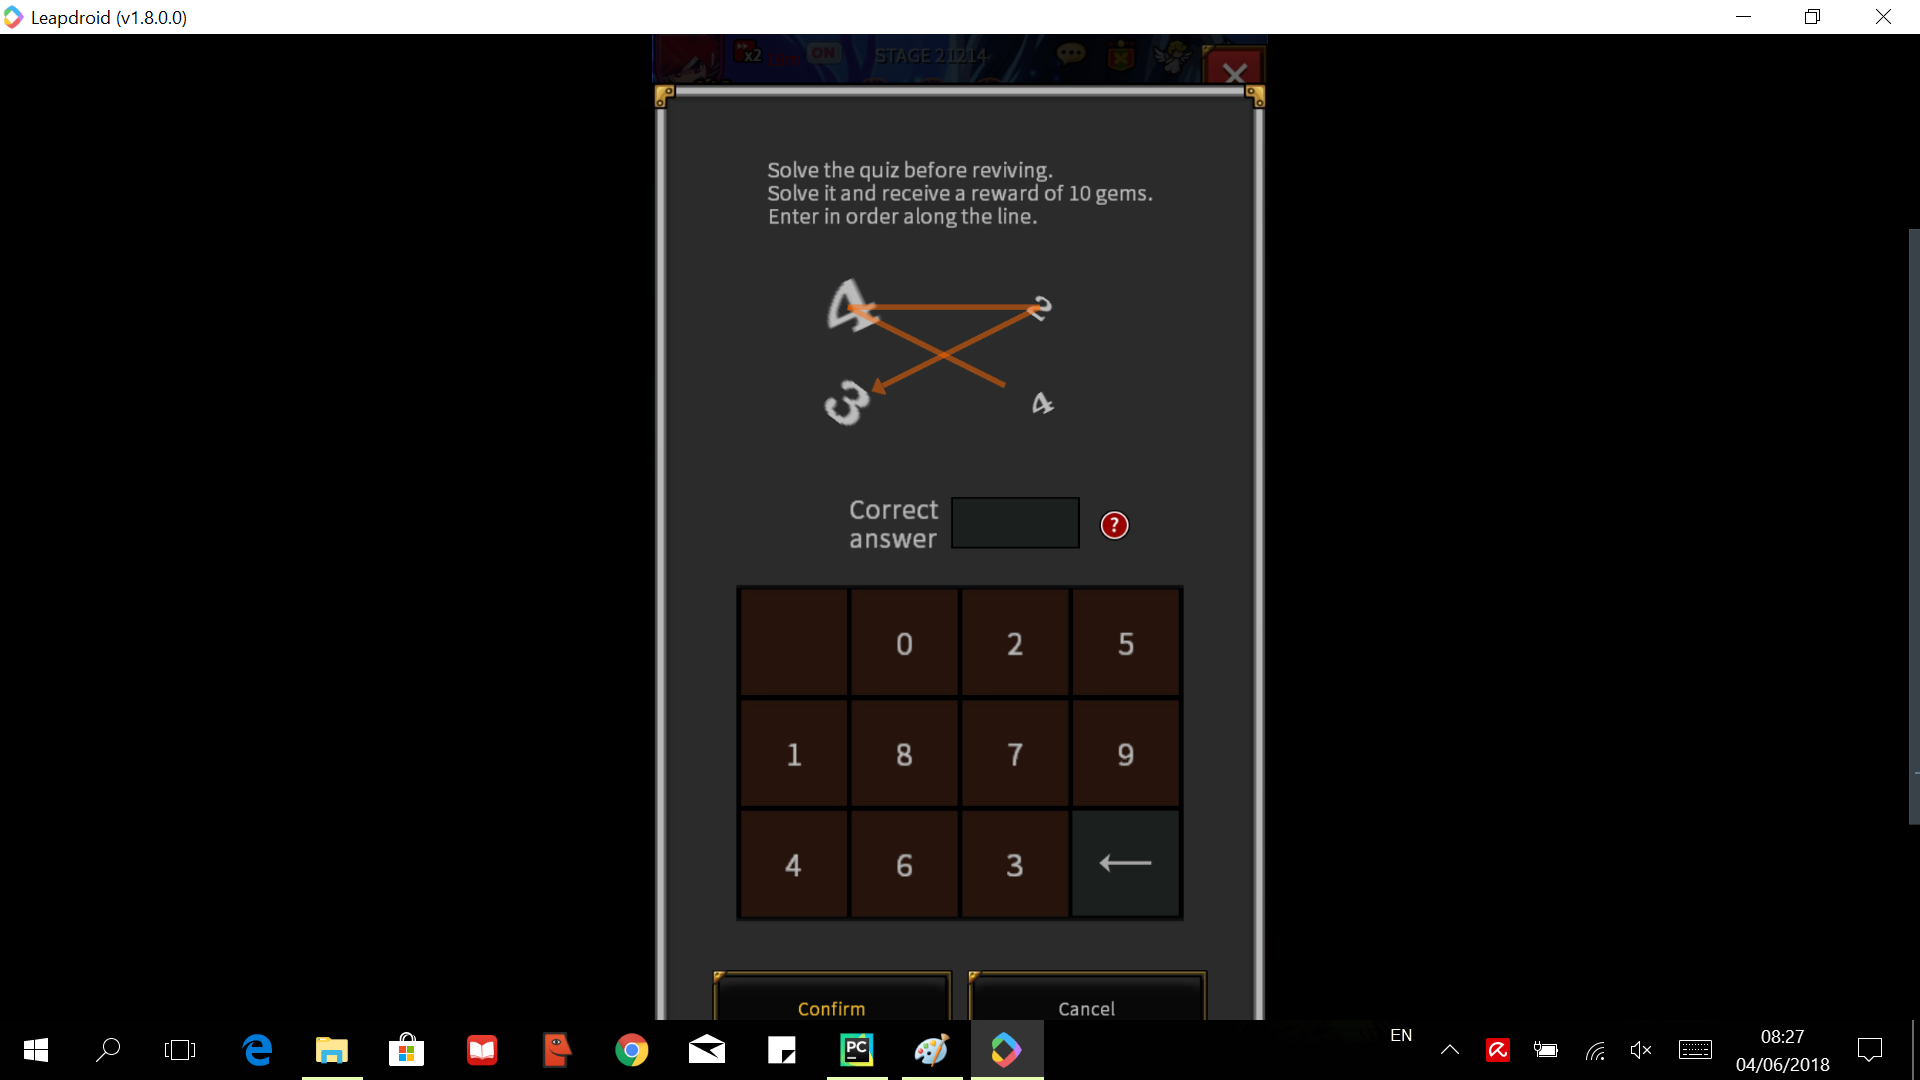 Leapdroid (v1.8.0.0)
x2
ON
STAGE 21214
Solve the quiz before reviving.
Solve it and receive a reward of 10 gems.
Enter in order along the line.
4 2
3 4
Correct
answer
?
0 2 5
1 8 7 9
4 6 3
Confirm Cancel
PC
EN
08:27
04/06/2018